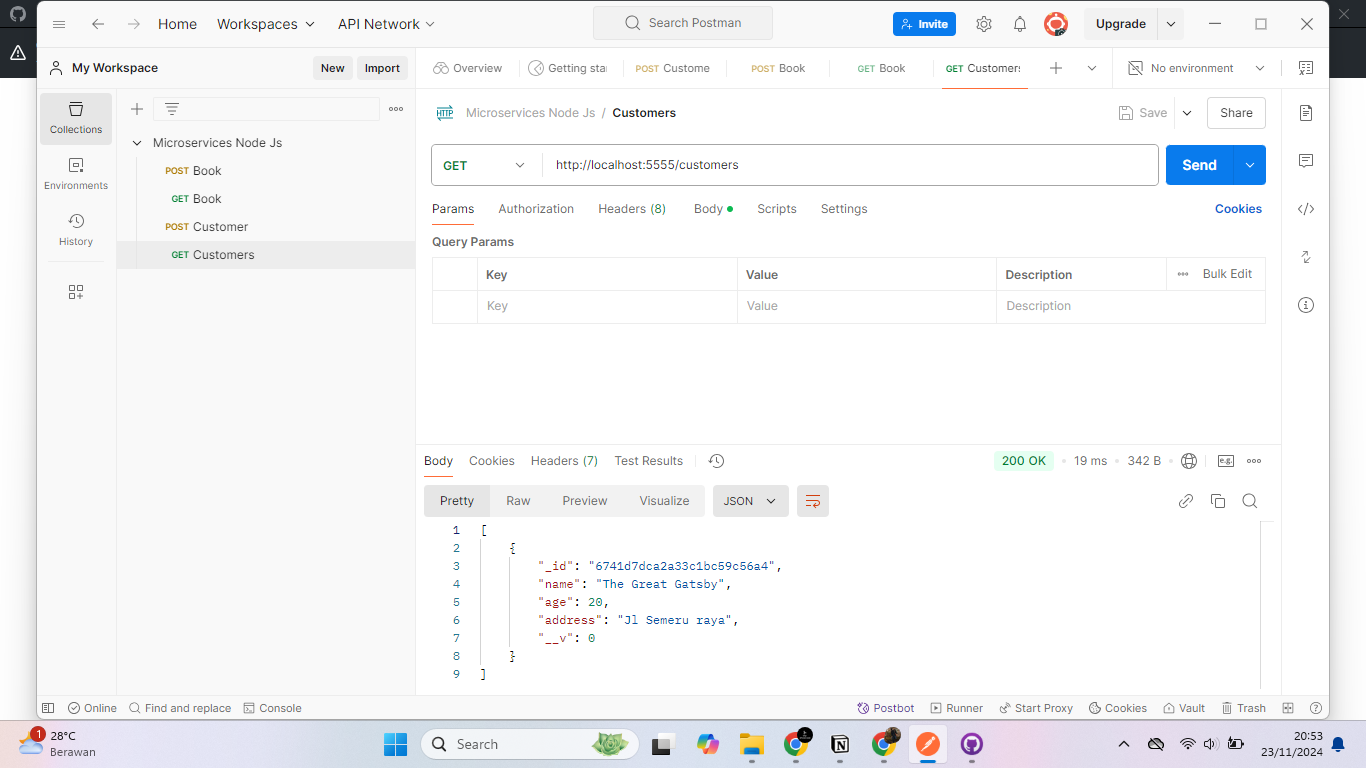 Home
Workspaces
API Network
Search Postman
Invite
Upgrade
My Workspace
New
Import
Overview
Getting sta
POST Custome
POST Book
GET Book
GET Customers
No environment
Collections
Environments
History
Microservices Node Js
POST Book
GET Book
POST Customer
GET Customers
HTTP
Microservices Node Js / Customers
Save
Share
GET
http://localhost:5555/customers
Send
Params
Authorization
Headers (8)
Body
Scripts
Settings
Cookies
Query Params
Key
Value
Description
Bulk Edit
Key
Value
Description
Body
Cookies
Headers (7)
Test Results
200 OK
19 ms
342 B
e.g.
Pretty
Raw
Preview
Visualize
JSON
1 [
2 {
3 "_id": "6741d7dca2a33c1bc59c56a4",
4 "name": "The Great Gatsby",
5 "age": 20,
6 "address": "Jl Semeru raya",
7 "__v": 0
8 }
9 ]
Online
Find and replace
Console
Postbot
Runner
Start Proxy
Cookies
Vault
Trash
1
28°C
Berawan
Search
20:53
23/11/2024